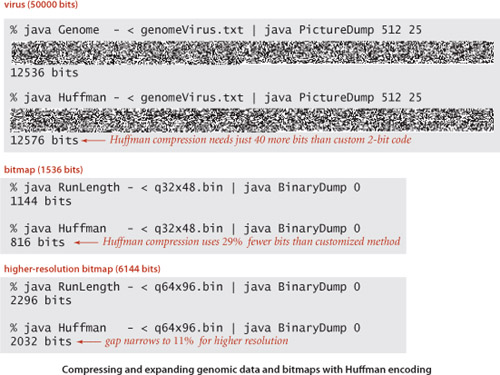 virus (50000 bits)
% java Genome - < genomeVirus.txt | java PictureDump 512 25
12536 bits
% java Huffman - < genomeVirus.txt | java PictureDump 512 25
12576 bits Huffman compression needs just 40 more bits than custom 2-bit code
bitmap (1536 bits)
% java RunLength - < q32x48.bin | java BinaryDump 0
1144 bits
% java Huffman - < q32x48.bin | java BinaryDump 0
816 bits Huffman compression uses 29% fewer bits than customized method
higher-resolution bitmap (6144 bits)
% java RunLength - < q64x96.bin | java BinaryDump 0
2296 bits
% java Huffman - < q64x96.bin | java BinaryDump 0
2032 bits gap narrows to 11% for higher resolution
Compressing and expanding genomic data and bitmaps with Huffman encoding